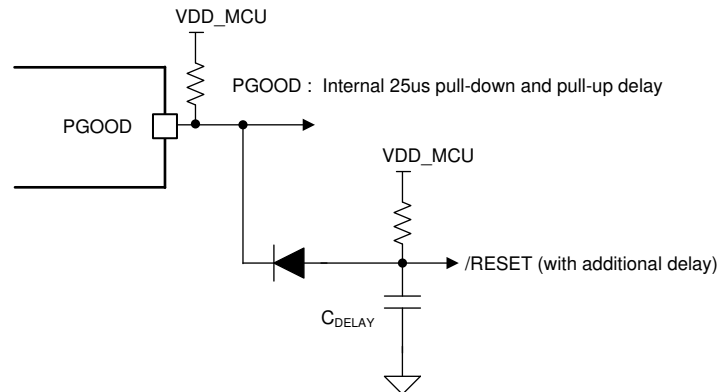 VDD_MCU
PGOOD : Internal 25us pull-down and pull-up delay
PGOOD
VDD_MCU
/RESET (with additional delay)
CDELAY